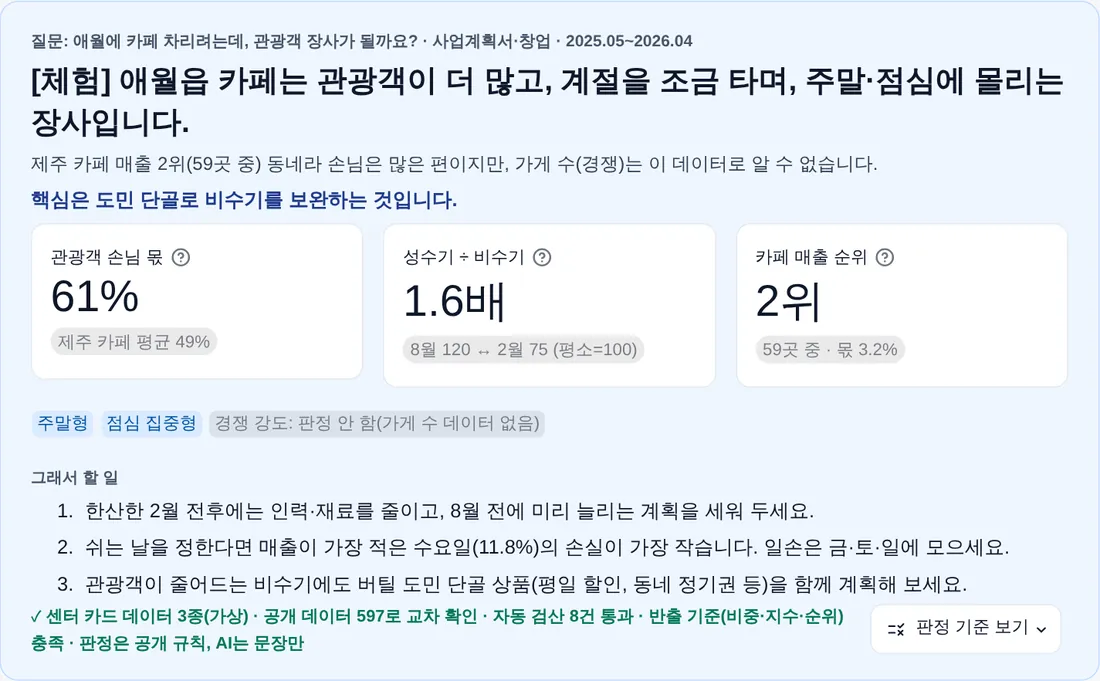 질문: 애월에 카페 차리려는데, 관광객 장사가 될까요? · 사업계획서·창업 · 2025.05~2026.04
[체험] 애월읍 카페는 관광객이 더 많고, 계절을 조금 타며, 주말·점심에 몰리는
장사입니다.
제주 카페 매출 2위(59곳 중) 동네라 손님은 많은 편이지만, 가게 수(경쟁)는 이 데이터로 알 수 없습니다.
핵심은 도민 단골로 비수기를 보완하는 것입니다.
관광객 손님 몫 ?
61%
제주 카페 평균 49%
성수기 ÷ 비수기 ?
1.6배
8월 120 ↔ 2월 75 (평소=100)
카페 매출 순위 ?
2위
59곳 중 · 몫 3.2%
주말형 점심 집중형 경쟁 강도: 판정 안 함(가게 수 데이터 없음)
그래서 할 일
1. 한산한 2월 전후에는 인력·재료를 줄이고, 8월 전에 미리 늘리는 계획을 세워 두세요.
2. 쉬는 날을 정한다면 매출이 가장 적은 수요일(11.8%)의 손실이 가장 작습니다. 일손은 금·토·일에 모으세요.
3. 관광객이 줄어드는 비수기에도 버틸 도민 단골 상품(평일 할인, 동네 정기권 등)을 함께 계획해 보세요.
✓ 센터 카드 데이터 3종(가상) · 공개 데이터 597로 교차 확인 · 자동 검산 8건 통과 · 반출 기준(비중·지수·순위)
충족 · 판정은 공개 규칙, AI는 문장만
판정 기준 보기